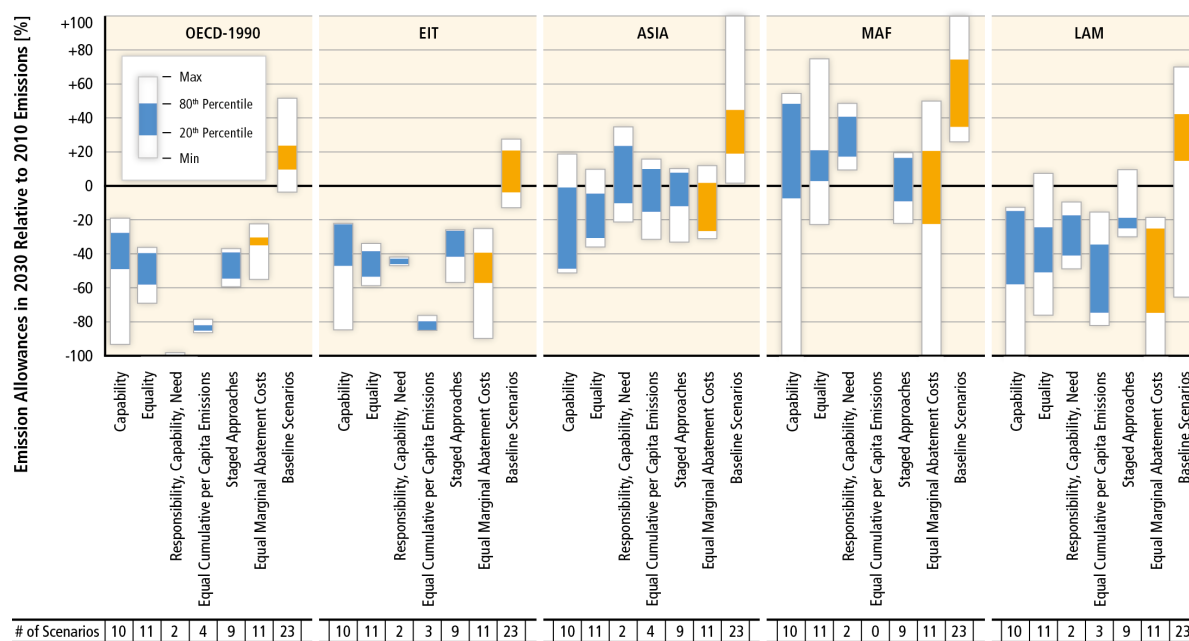 Emission Allowances in 2030 Relative to 2010 Emissions [%]
+100
+80
+60
+40
+20
0
-20
-40
-60
-80
-100
OECD-1990
Max
80th Percentile
20th Percentile
Min
EIT
ASIA
MAF
LAM
Capability
Equality
Responsibility, Capability, Need
Equal Cumulative per Capita Emissions
Staged Approaches
Equal Marginal Abatement Costs
Baseline Scenarios
Capability
Equality
Responsibility, Capability, Need
Equal Cumulative per Capita Emissions
Staged Approaches
Equal Marginal Abatement Costs
Baseline Scenarios
Capability
Equality
Responsibility, Capability, Need
Equal Cumulative per Capita Emissions
Staged Approaches
Equal Marginal Abatement Costs
Baseline Scenarios
Capability
Equality
Responsibility, Capability, Need
Equal Cumulative per Capita Emissions
Staged Approaches
Equal Marginal Abatement Costs
Baseline Scenarios
Capability
Equality
Responsibility, Capability, Need
Equal Cumulative per Capita Emissions
Staged Approaches
Equal Marginal Abatement Costs
Baseline Scenarios
# of Scenarios 10 11 2 4 9 11 23 10 11 2 3 9 11 23 10 11 2 4 9 11 23 10 11 2 0 9 11 23 10 11 2 3 9 11 23